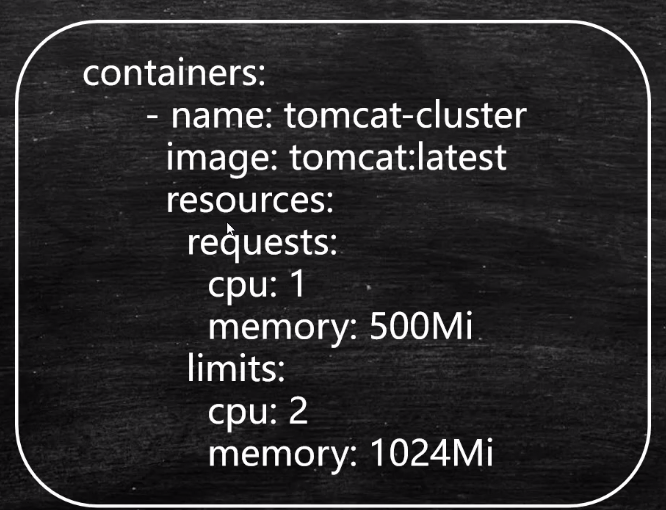 containers:
- name: tomcat-cluster
image: tomcat:latest
resources:
requests:
cpu: 1
memory: 500Mi
limits:
cpu: 2
memory: 1024Mi